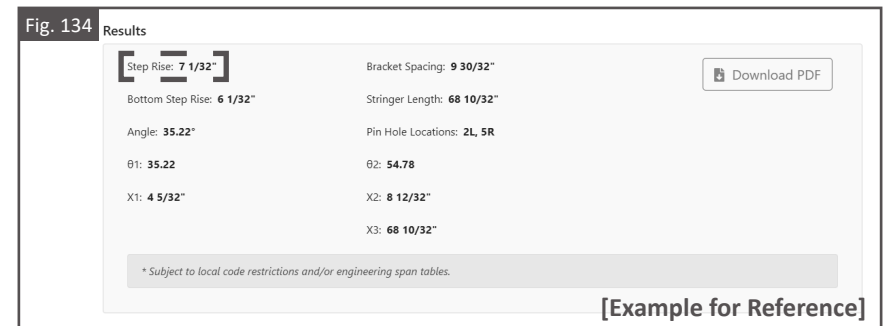 Fig. 134
Results
Step Rise: 7 1/32"
Bracket Spacing: 9 30/32"
Download PDF
Bottom Step Rise: 6 1/32"
Stringer Length: 68 10/32"
Angle: 35.22°
Pin Hole Locations: 2L, 5R
θ1: 35.22
θ2: 54.78
X1: 4 5/32"
X2: 8 12/32"
X3: 68 10/32"
* Subject to local code restrictions and/or engineering span tables.
[Example for Reference]